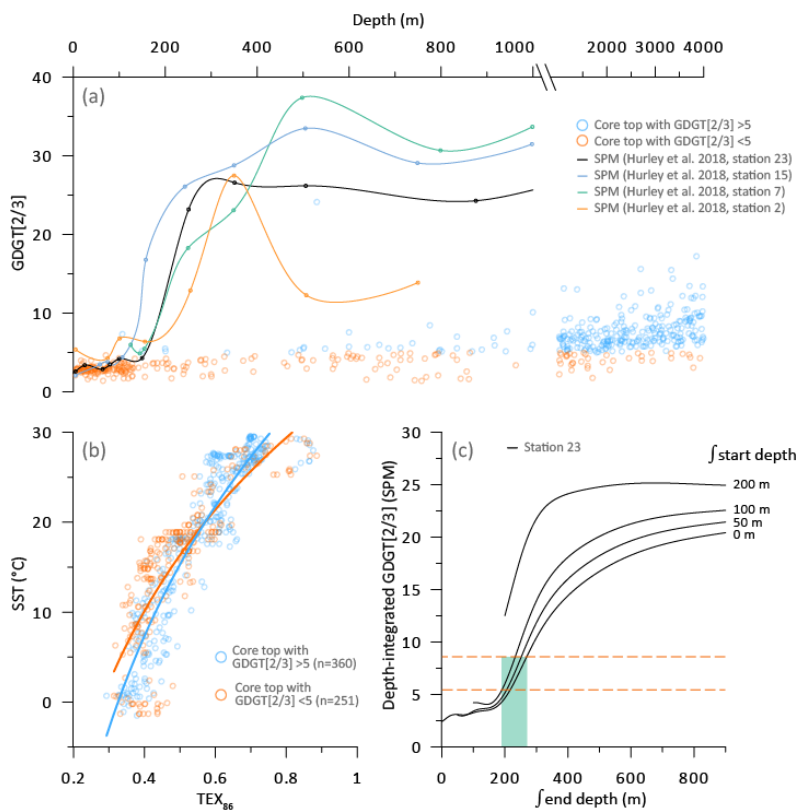 Depth (m)
0 200 400 600 800 1000 2000 3000 4000
40
30
20
10
0
GDGT[2/3]
(a)
Core top with GDGT[2/3] >5
Core top with GDGT[2/3] <5
SPM (Hurley et al. 2018, station 23)
SPM (Hurley et al. 2018, station 15)
SPM (Hurley et al. 2018, station 7)
SPM (Hurley et al. 2018, station 2)
(b)
30
20
10
0
SST (°C)
Core top with
GDGT[2/3] >5 (n=360)
Core top with
GDGT[2/3] <5 (n=251)
0.2 0.4 0.6 0.8 1
TEX86
(c)
Station 23
∫start depth
200 m
100 m
50 m
0 m
30
25
20
15
10
5
0
Depth-integrated GDGT[2/3] (SPM)
0 200 400 600 800
∫end depth (m)